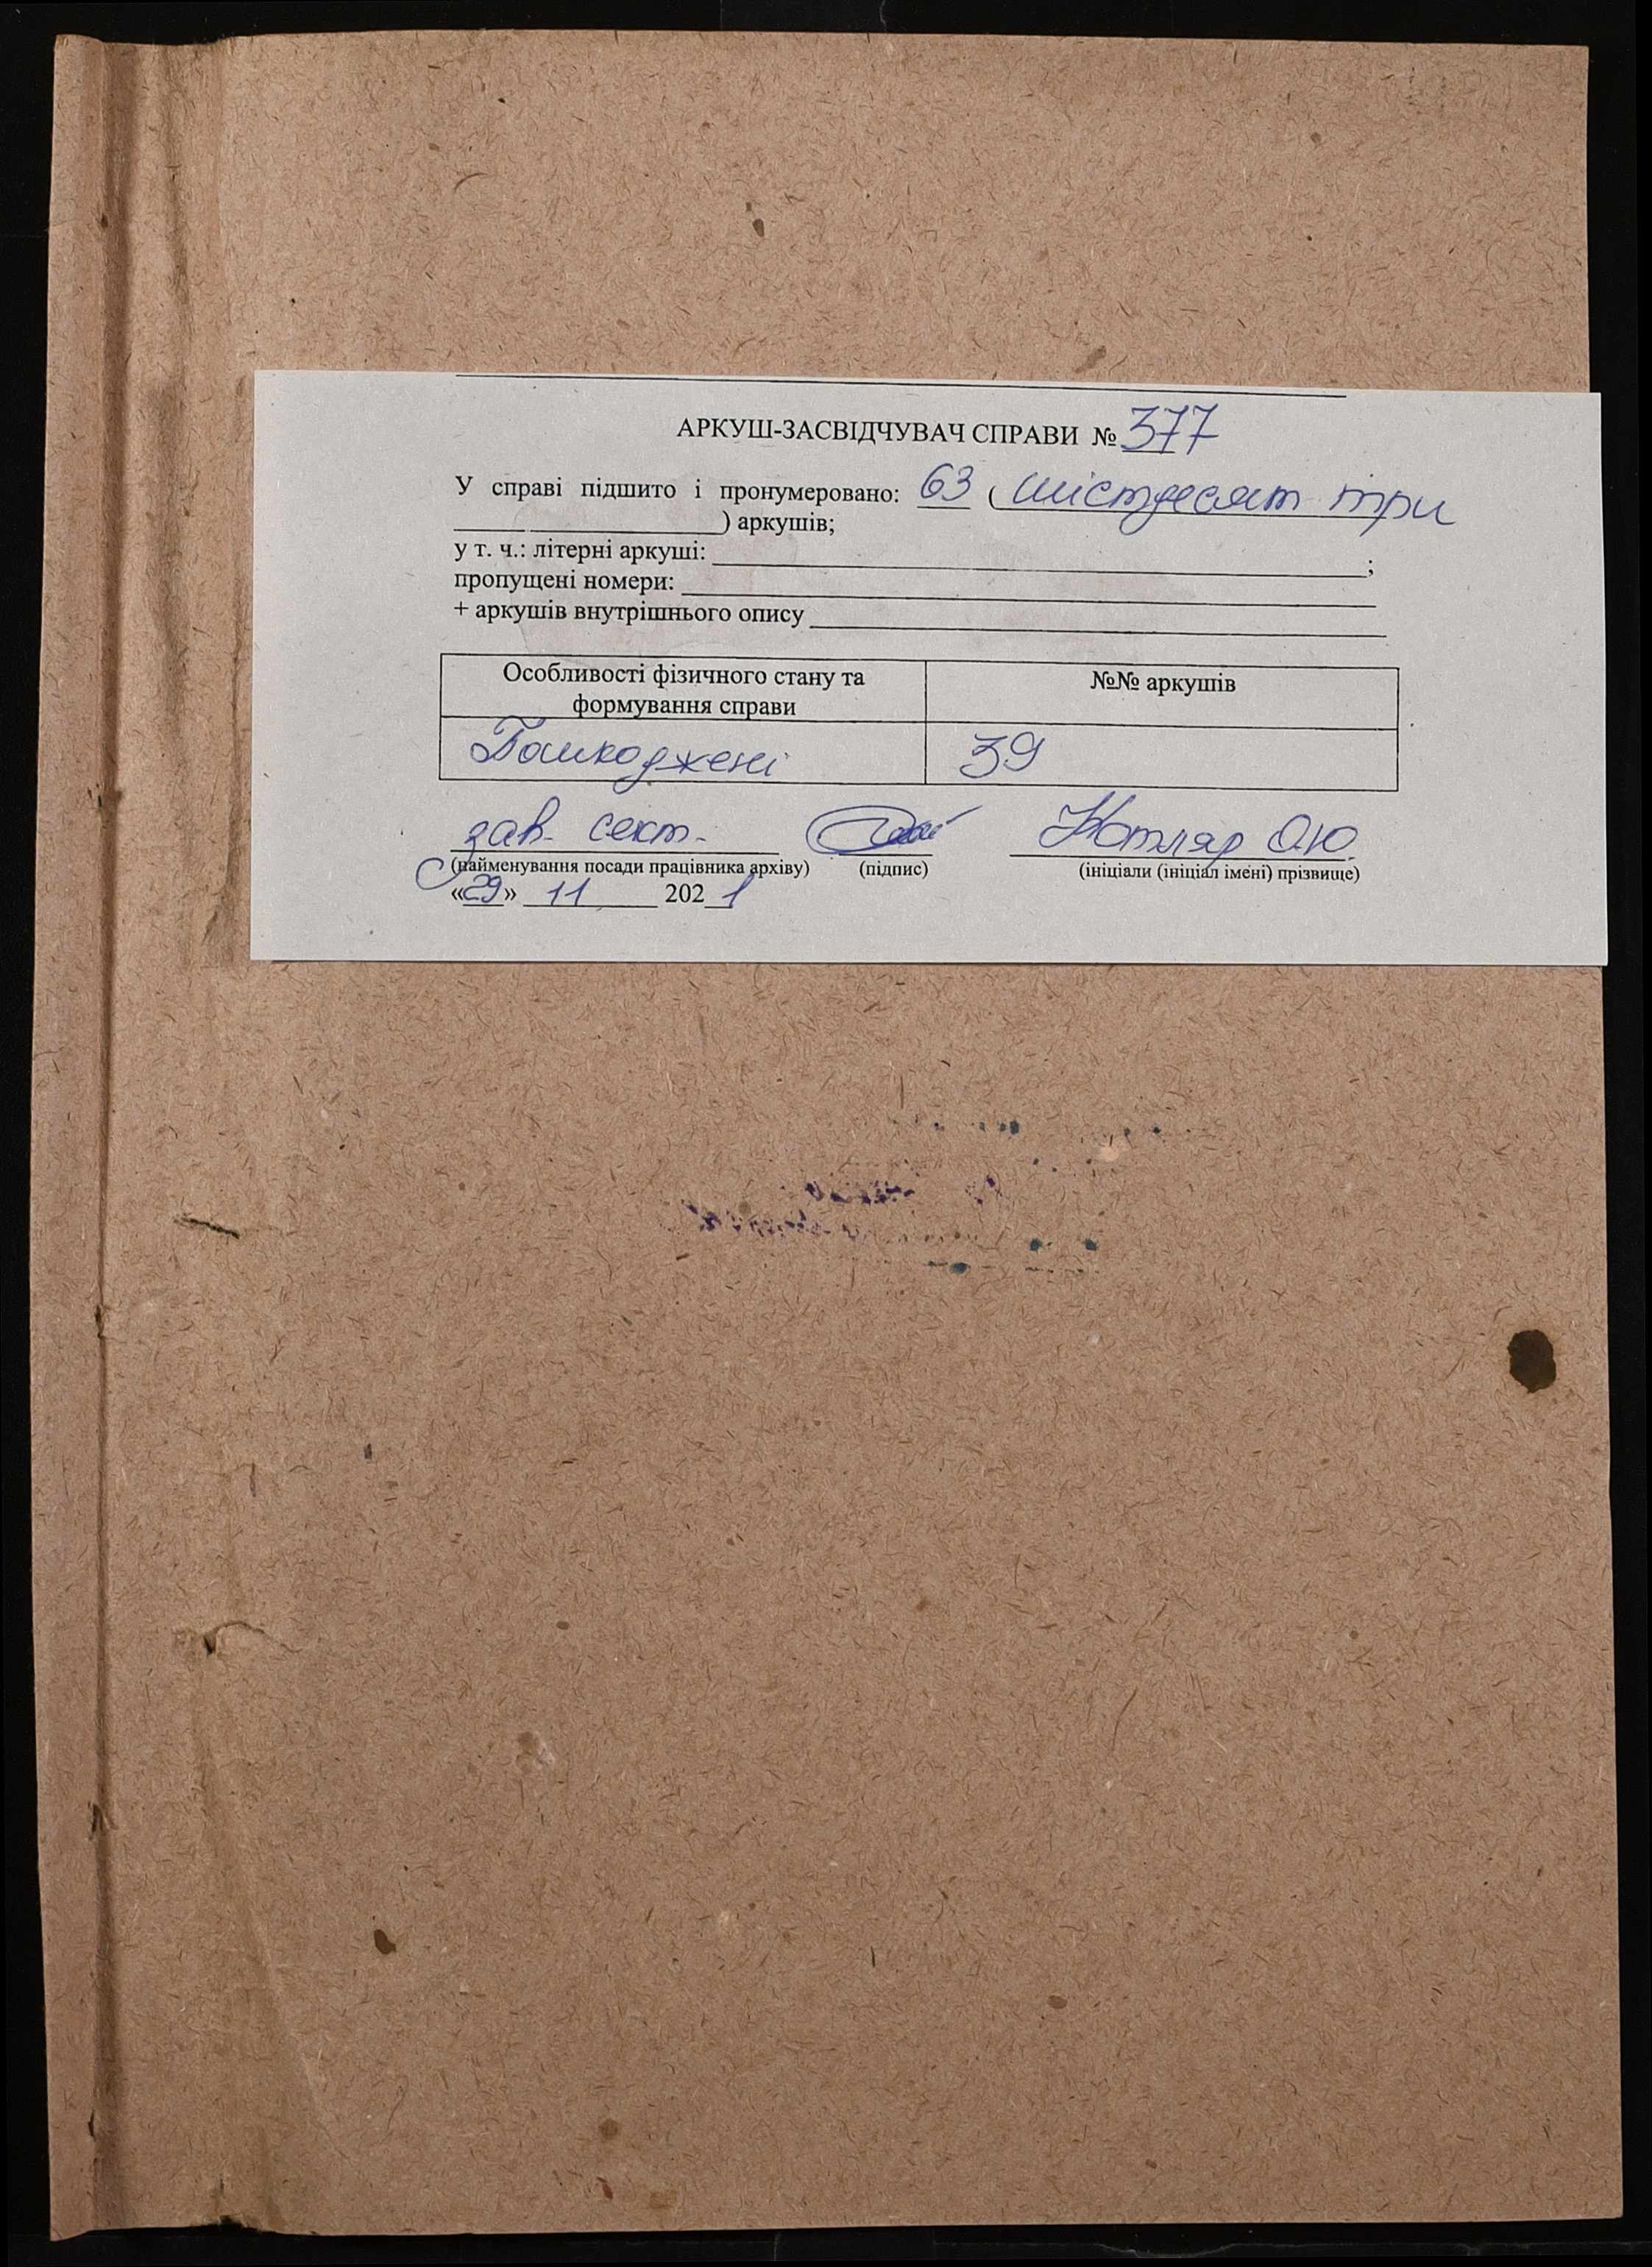 АРКУШ-ЗАСВІДЧУВАЧ СПРАВИ № 377
У справі підшито і пронумеровано: 63 ( шістдесят три
) аркушів;
у т. ч.: літерні аркуші: ;
пропущені номери:
+ аркушів внутрішнього опису
Особливості фізичного стану та
формування справи
№№ аркушів
Пошкоджені
39
зав. сект. Котляр О.Ю.
(найменування посади працівника архіву) (підпис) (ініціали (ініціал імені) прізвище)
«29» 11 2021